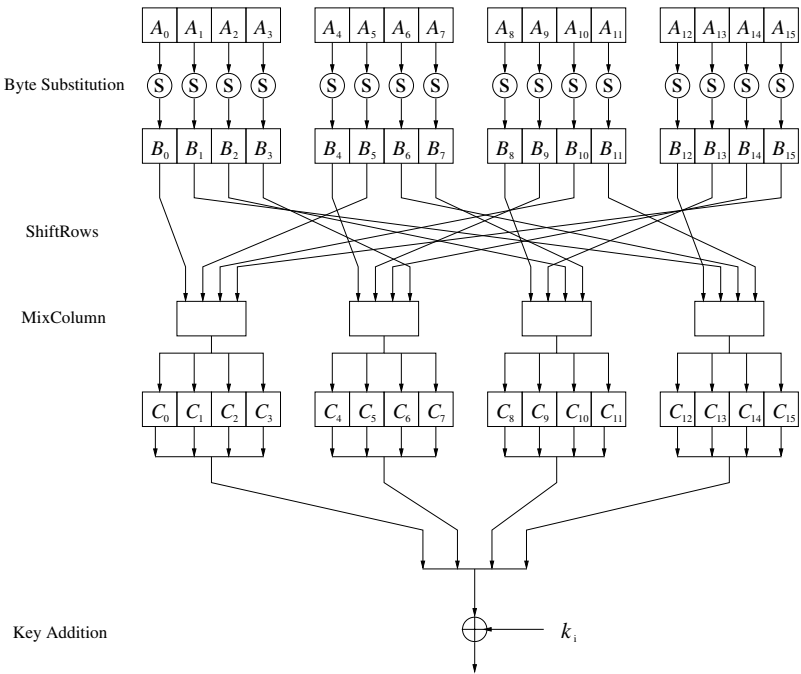 A₀ A₁ A₂ A₃ A₄ A₅ A₆ A₇ A₈ A₉ A₁₀ A₁₁ A₁₂ A₁₃ A₁₄ A₁₅
Byte Substitution S S S S S S S S S S S S S S S S
B₀ B₁ B₂ B₃ B₄ B₅ B₆ B₇ B₈ B₉ B₁₀ B₁₁ B₁₂ B₁₃ B₁₄ B₁₅
ShiftRows
MixColumn
C₀ C₁ C₂ C₃ C₄ C₅ C₆ C₇ C₈ C₉ C₁₀ C₁₁ C₁₂ C₁₃ C₁₄ C₁₅
Key Addition kᵢ